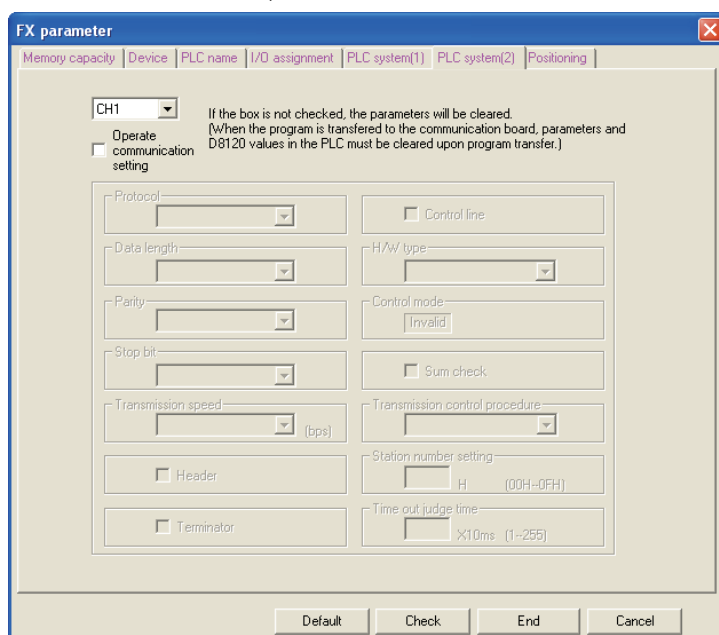 FX parameter
Memory capacity Device PLC name I/O assignment PLC system(1) PLC system(2) Positioning
CH1
If the box is not checked, the parameters will be cleared.
(When the program is transfered to the communication board, parameters and
D8120 values in the PLC must be cleared upon program transfer.)
Operate
communication
setting
Protocol
Control line
Data length
H/W type
Parity
Control mode
Invalid
Stop bit
Sum check
Transmission speed
(bps)
Transmission control procedure
Header
Station number setting
H (00H--0FH)
Terminator
Time out judge time
X10ms (1--255)
Default Check End Cancel